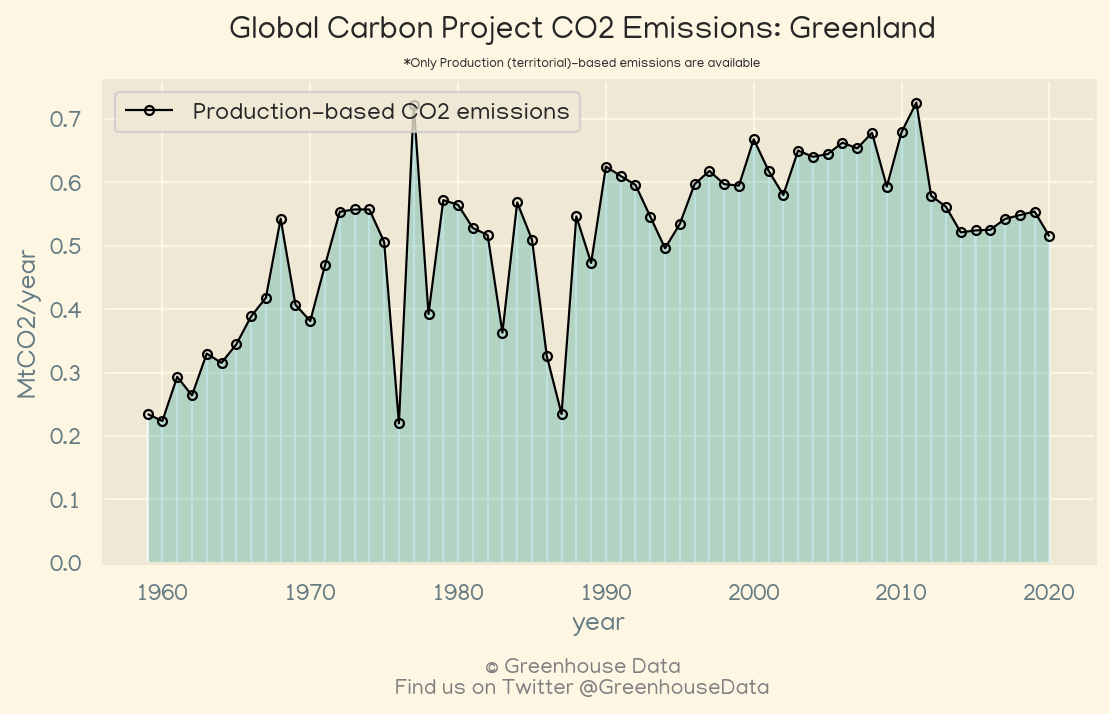 Global Carbon Project CO2 Emissions: Greenland
*Only Production (territorial)-based emissions are available
Production-based CO2 emissions
MtCO2/year
0.7
0.6
0.5
0.4
0.3
0.2
0.1
0.0
1960 1970 1980 1990 2000 2010 2020
year
© Greenhouse Data
Find us on Twitter @GreenhouseData